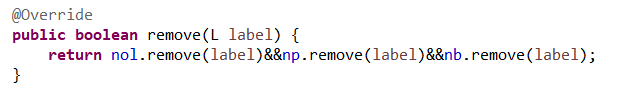 @Override
public boolean remove(L label) {
    return nol.remove(label)&&np.remove(label)&&nb.remove(label);
}